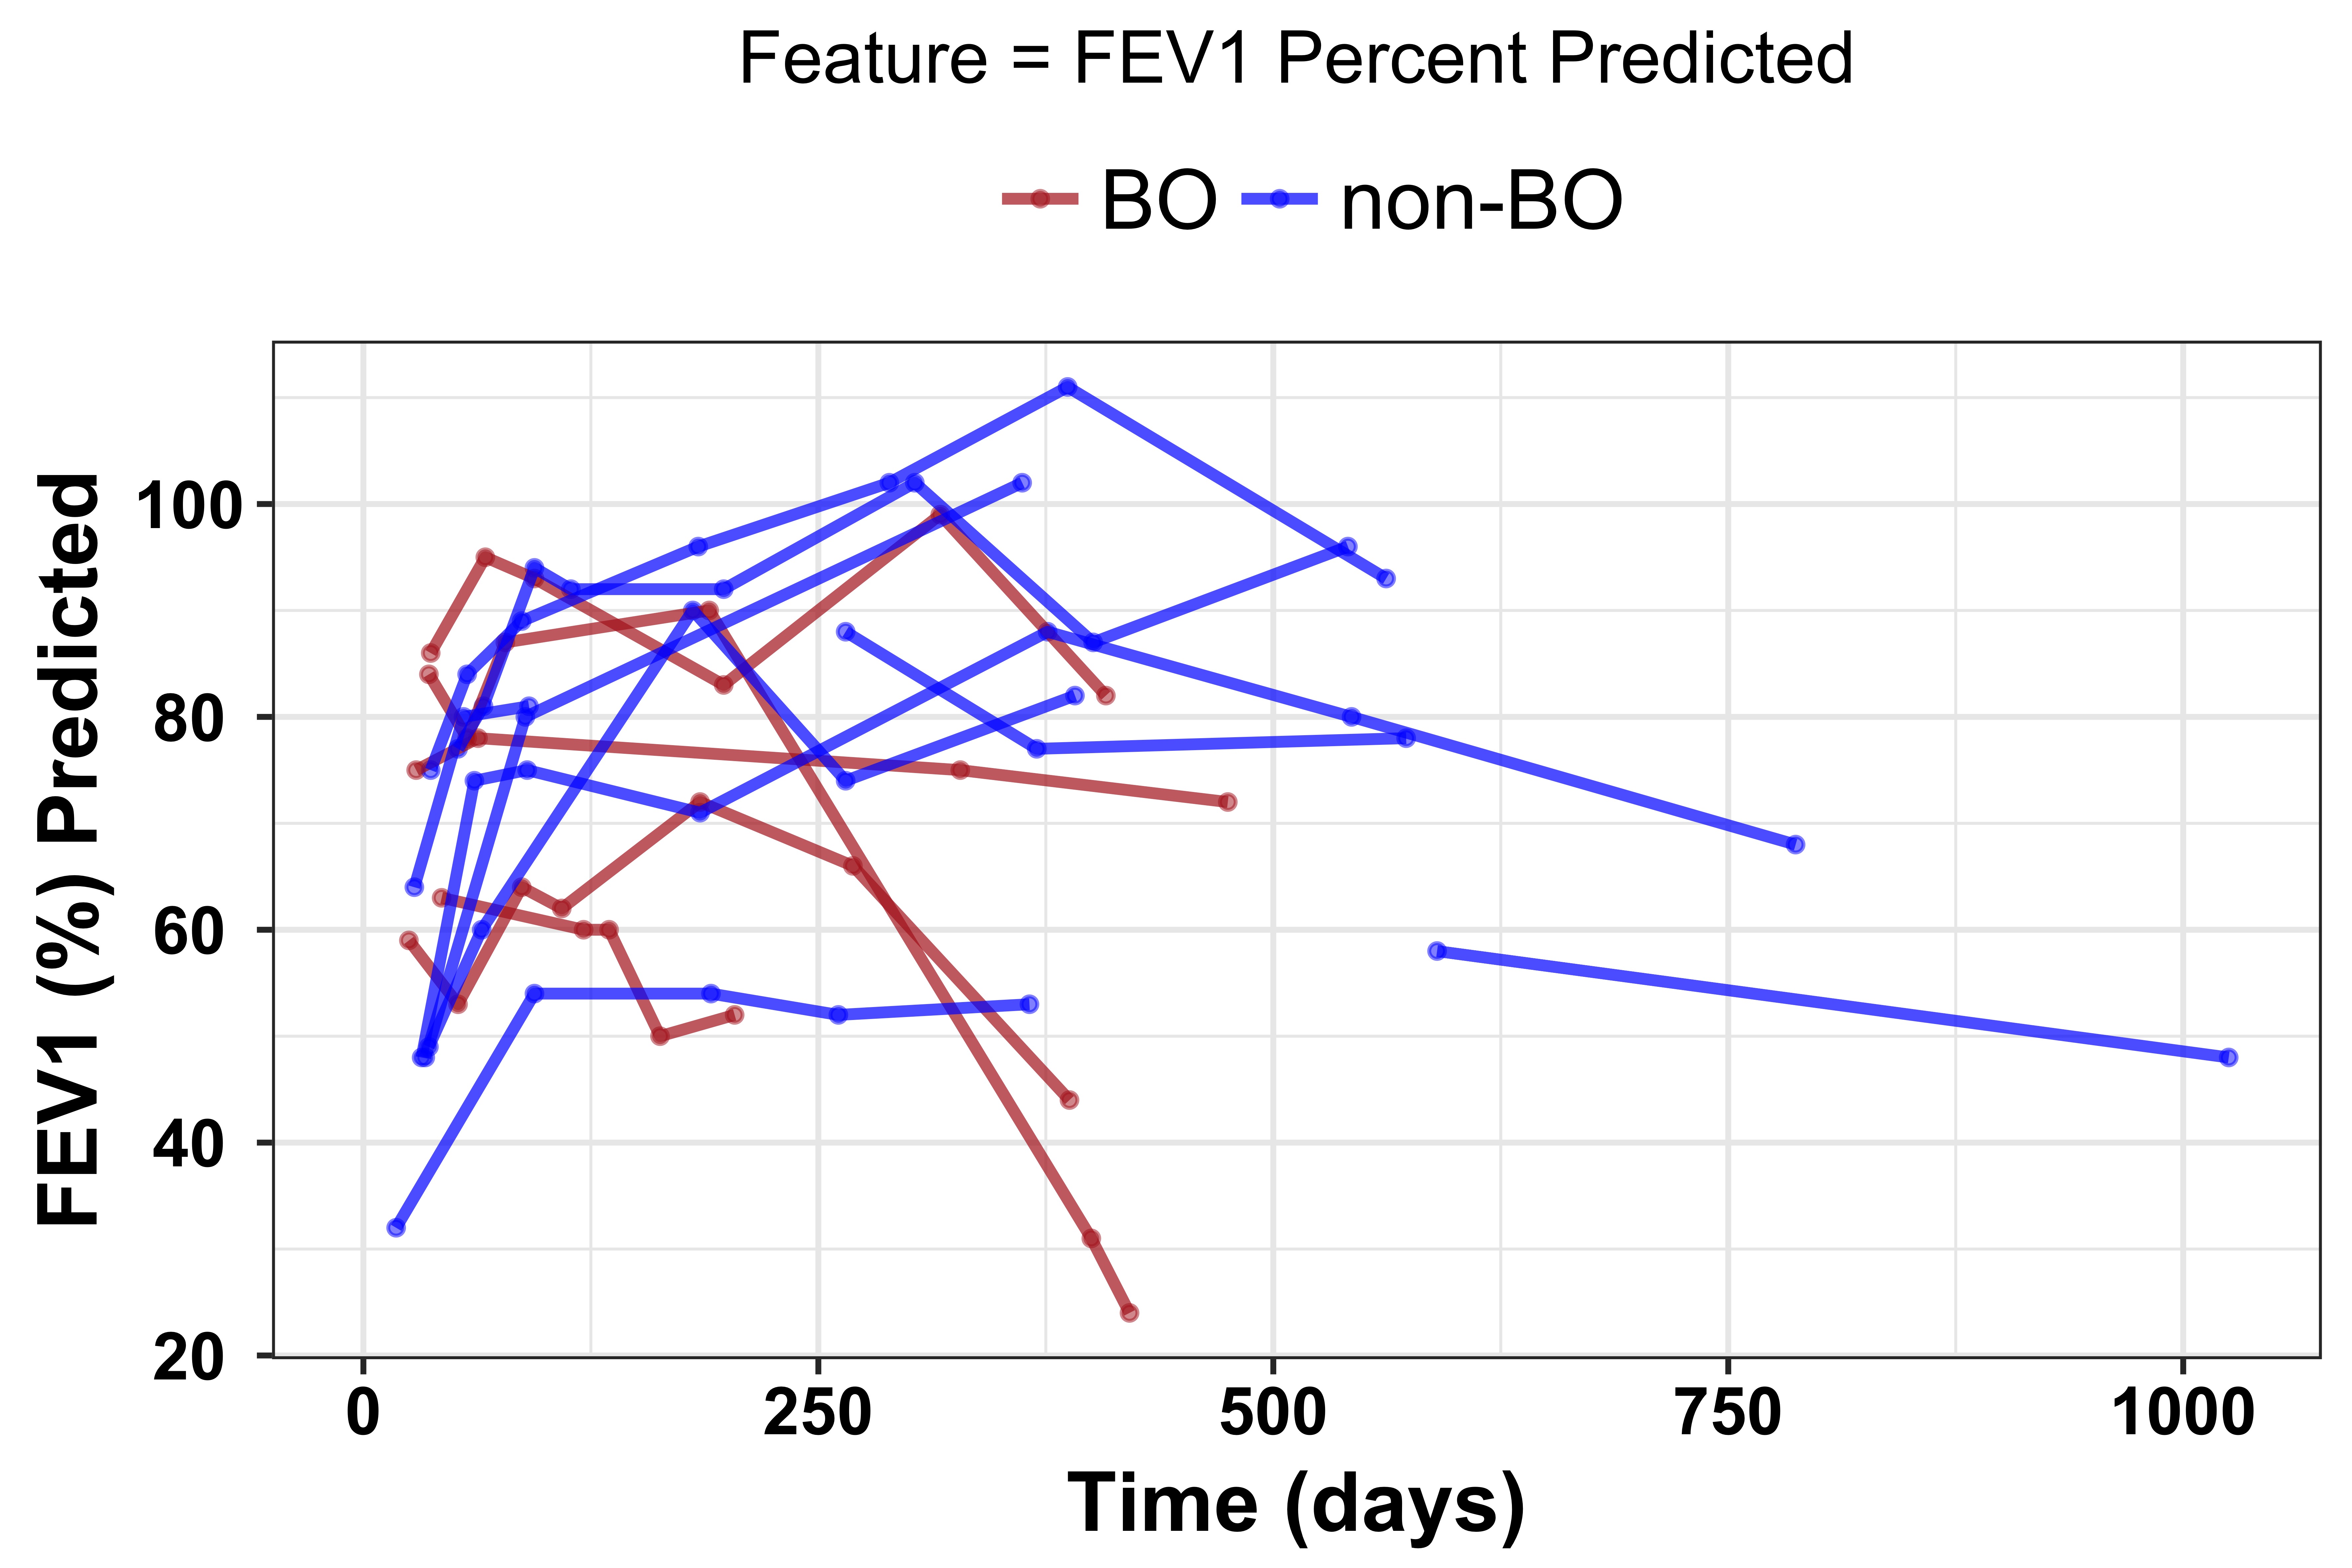 Feature = FEV1 Percent Predicted
BO non-BO
FEV1 (%) Predicted
100
80
60
40
20
0 250 500 750 1000
Time (days)